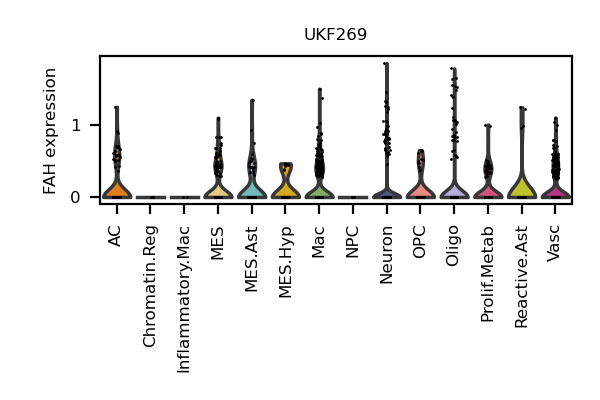 UKF269
FAH expression
1
0
AC
Chromatin.Reg
Inflammatory.Mac
MES
MES.Ast
MES.Hyp
Mac
NPC
Neuron
OPC
Oligo
Prolif.Metab
Reactive.Ast
Vasc